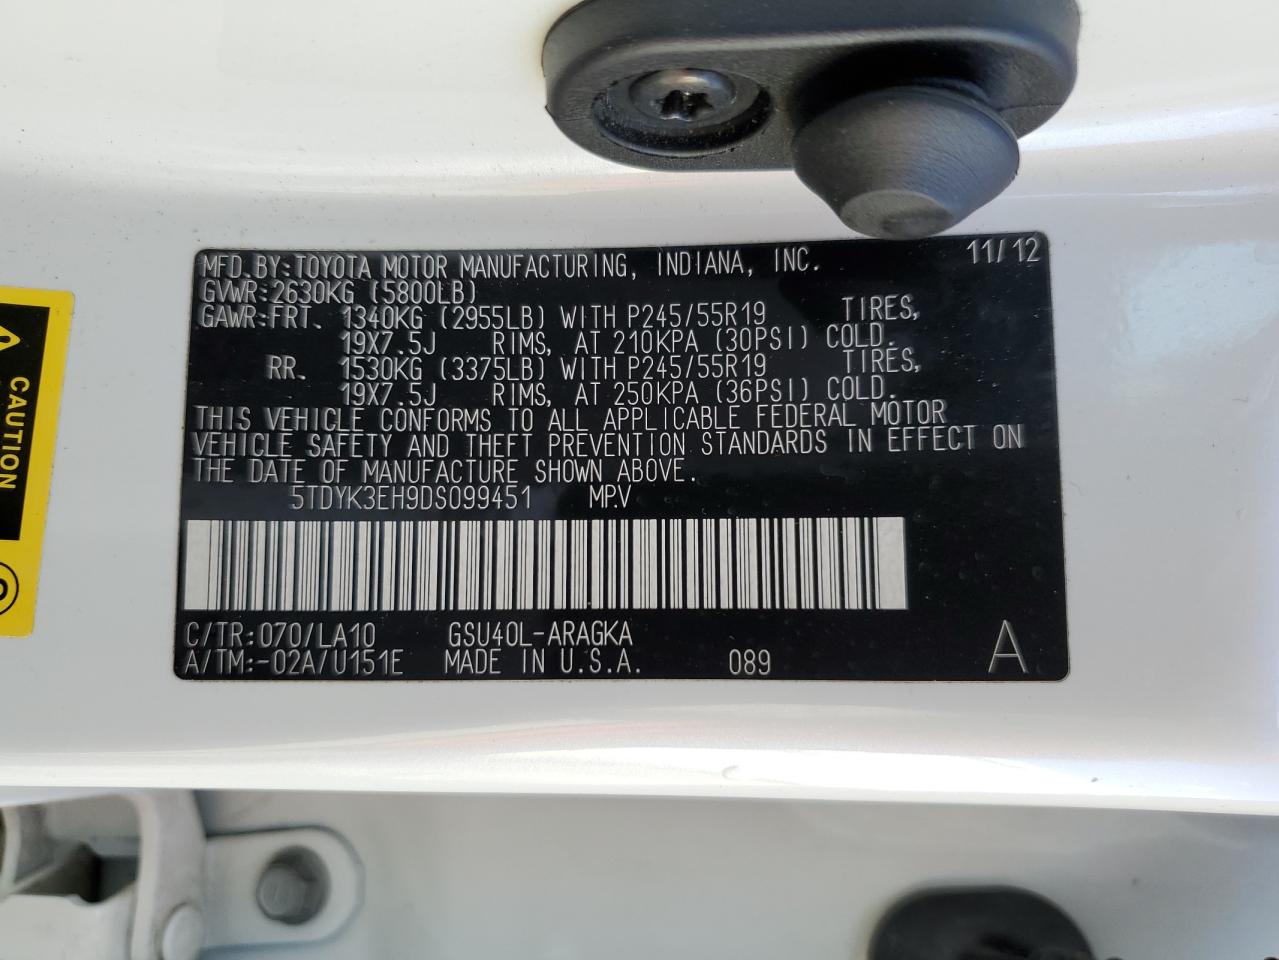 MFD.BY:TOYOTA MOTOR MANUFACTURING, INDIANA, INC. 11/12
GVWR:2630KG (5800LB)
GAWR:FRT. 1340KG (2955LB) WITH P245/55R19 TIRES,
19X7.5J RIMS, AT 210KPA (30PSI) COLD.
RR. 1530KG (3375LB) WITH P245/55R19 TIRES,
19X7.5J RIMS, AT 250KPA (36PSI) COLD.
THIS VEHICLE CONFORMS TO ALL APPLICABLE FEDERAL MOTOR
VEHICLE SAFETY AND THEFT PREVENTION STANDARDS IN EFFECT ON
THE DATE OF MANUFACTURE SHOWN ABOVE.
5TDYK3EH9DS099451 MPV
C/TR:070/LA10 GSU40L-ARAGKA
A/TM:-02A/U151E MADE IN U.S.A. 089 A
CAUTION